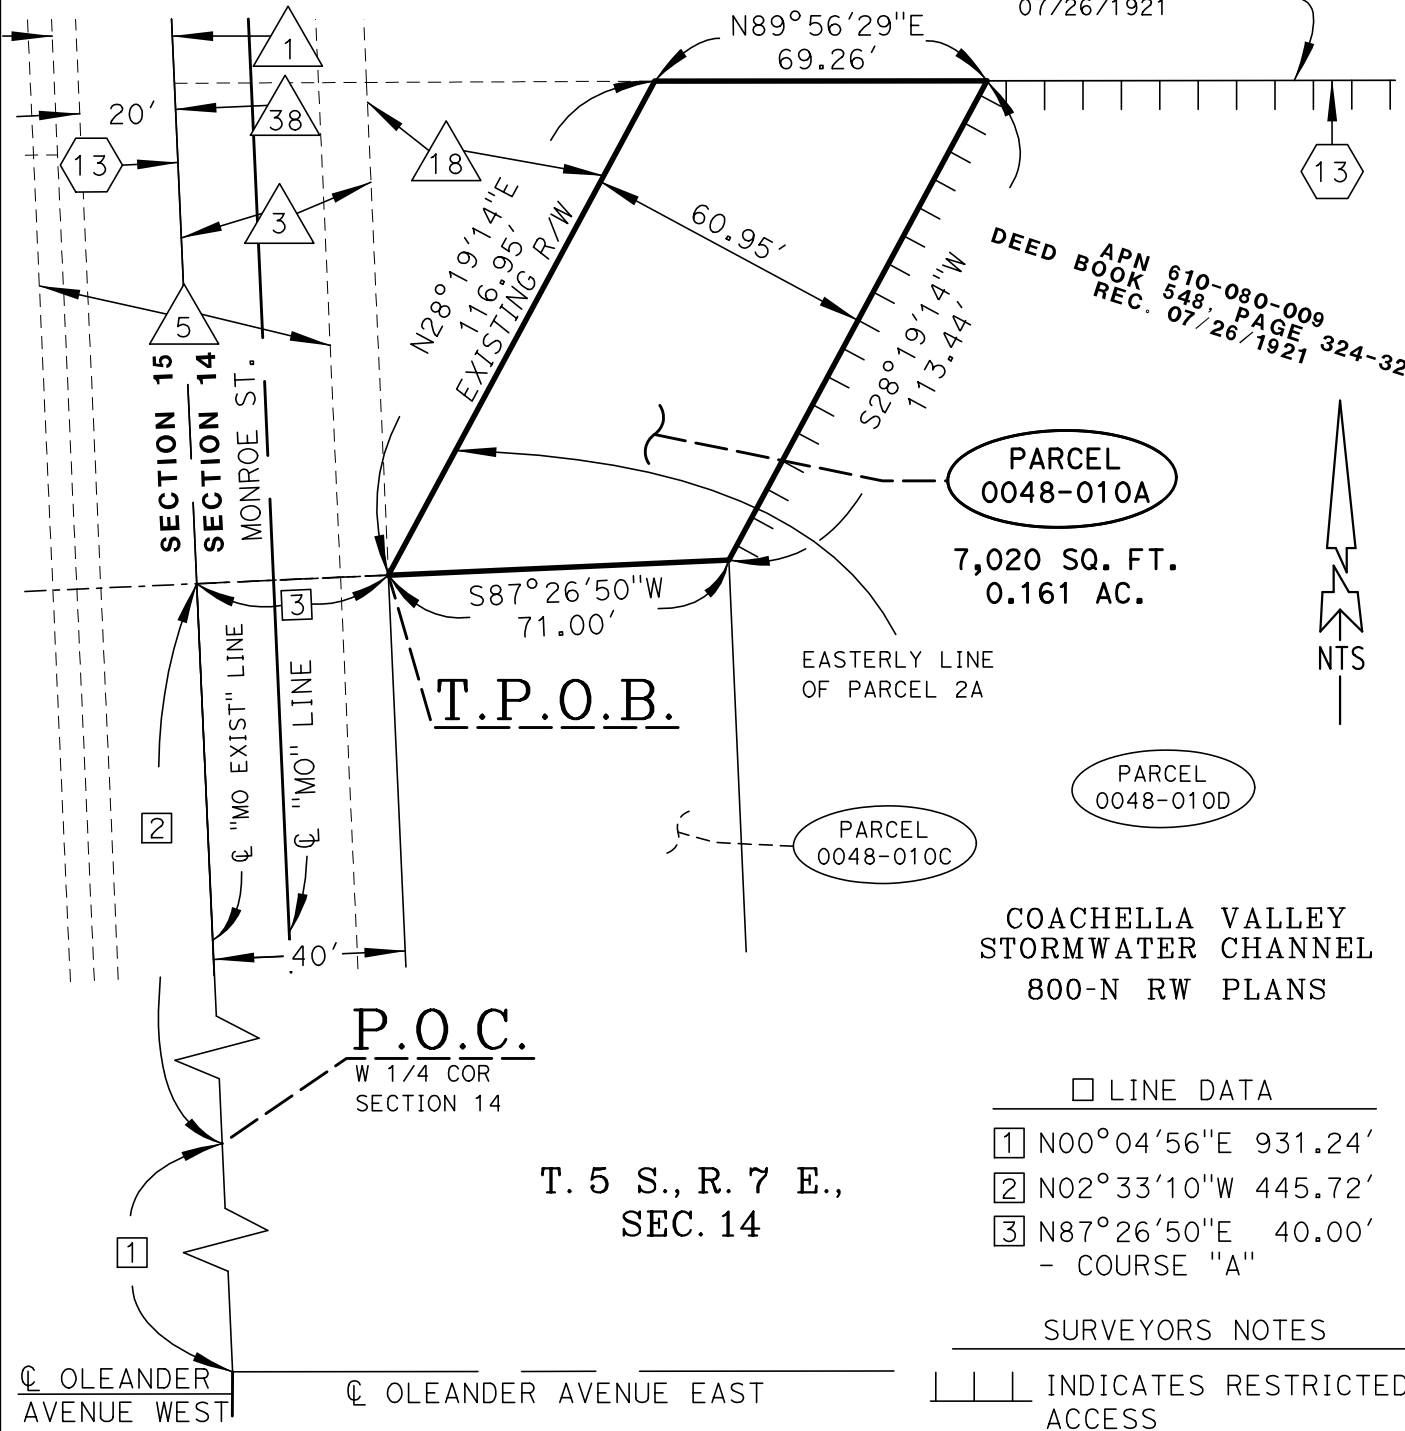 07/26/1921
N89°56'29"E
69.26'
1
20'
38
13
18
3
13
N28°19'14"E
116.95'
EXISTING R/W
60.95'
S28°19'14"W
113.44'
APN 610-080-009
DEED BOOK 548, PAGE 324-32
REC. 07/26/1921
5
SECTION 15
SECTION 14
MONROE ST.
PARCEL
0048-010A
7,020 SQ. FT.
0.161 AC.
3
S87°26'50"W
71.00'
NTS
EASTERLY LINE
OF PARCEL 2A
T.P.O.B.
℄ "MO EXIST" LINE
℄ "MO" LINE
2
PARCEL
0048-010D
PARCEL
0048-010C
40'
COACHELLA VALLEY
STORMWATER CHANNEL
800-N RW PLANS
P.O.C.
W 1/4 COR
SECTION 14
□ LINE DATA
1 N00°04'56"E 931.24'
2 N02°33'10"W 445.72'
3 N87°26'50"E 40.00'
- COURSE "A"
T. 5 S., R. 7 E.,
SEC. 14
1
SURVEYORS NOTES
INDICATES RESTRICTED
ACCESS
℄ OLEANDER
AVENUE WEST
℄ OLEANDER AVENUE EAST